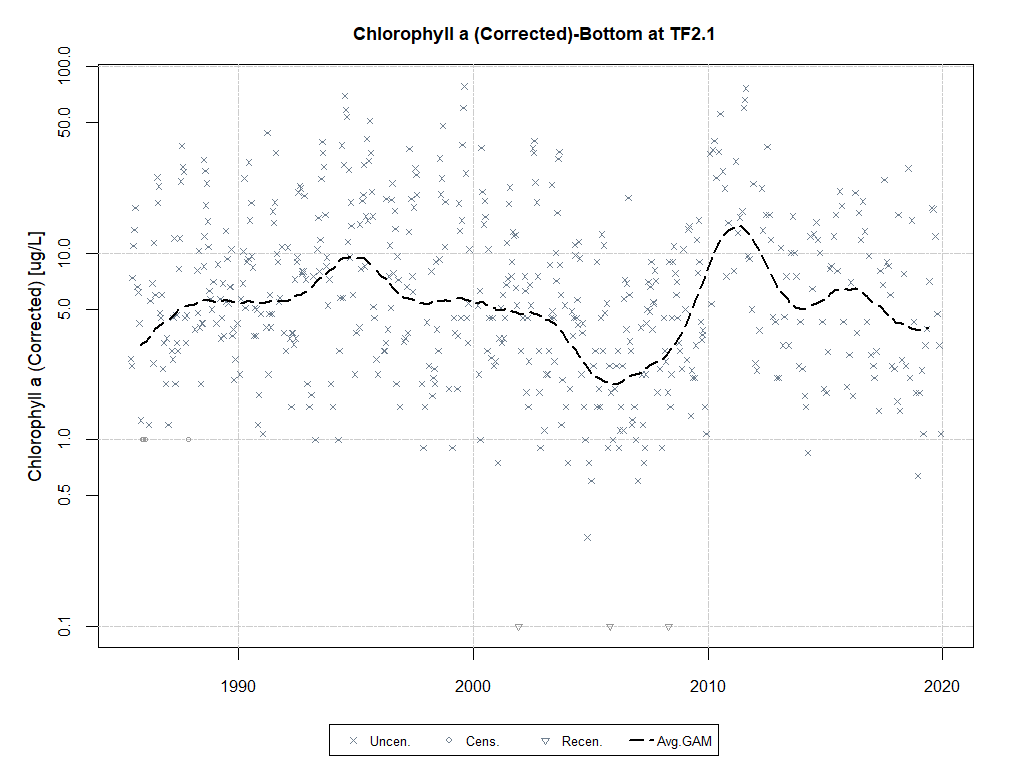 Chlorophyll a (Corrected)-Bottom at TF2.1
Chlorophyll a (Corrected) [ug/L]
100.0
50.0
10.0
5.0
1.0
0.5
0.1
1990 2000 2010 2020
Uncen. Cens. Recen. Avg.GAM